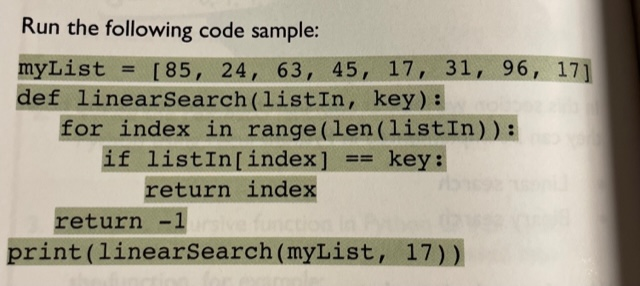 Run the following code sample:
myList = [85, 24, 63, 45, 17, 31, 96, 17]
def linearSearch(listIn, key):
    for index in range(len(listIn)):
        if listIn[index] == key:
            return index
    return -1
print(linearSearch(myList, 17))